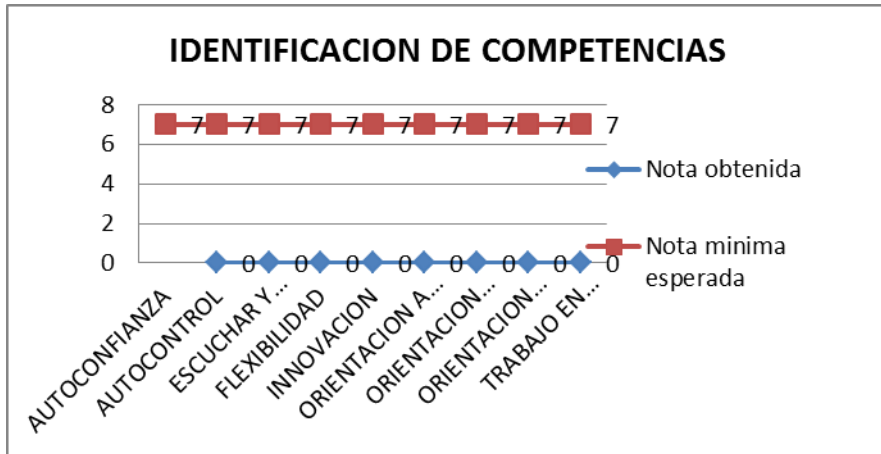 IDENTIFICACION DE COMPETENCIAS
8
6
4
2
0
7 7 7 7 7 7 7 7 7
0 0 0 0 0 0 0 0
AUTOCONFIANZA
AUTOCONTROL
ESCUCHAR Y...
FLEXIBILIDAD
INNOVACION
ORIENTACION A...
ORIENTACION...
ORIENTACION...
TRABAJO EN...
Nota obtenida
Nota minima
esperada